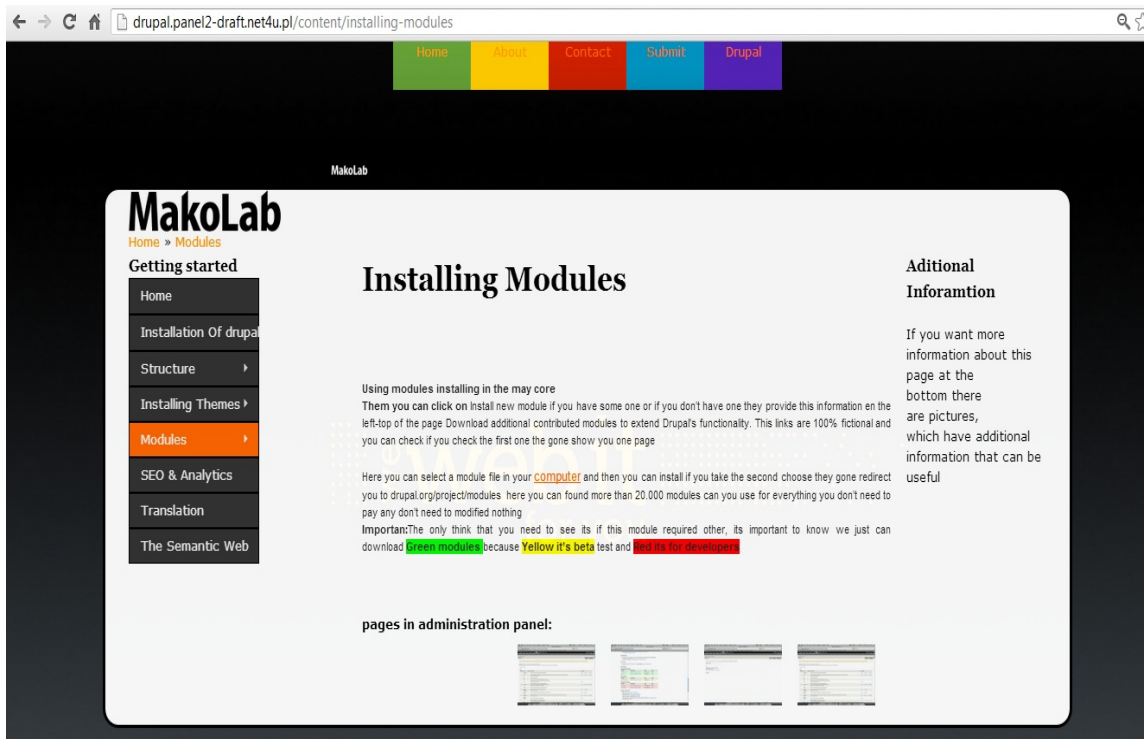 drupal.panel2-draft.net4u.pl/content/installing-modules
Home About Contact Submit Drupal
MakoLab
MakoLab
Home » Modules
Getting started
Home
Installation Of drupal
Structure
Installing Themes
Modules
SEO & Analytics
Translation
The Semantic Web
Installing Modules
Using modules installing in the may core
Them you can click on Install new module if you have some one or if you don't have one they provide this information en the
left-top of the page Download additional contributed modules to extend Drupal's functionality. This links are 100% fictional and
you can check if you check the first one the gone show you one page
Here you can select a module file in your computer and then you can install if you take the second choose they gone redirect
you to drupal.org/project/modules here you can found more than 20.000 modules can you use for everything you don't need to
pay any don't need to modified nothing
Importan:The only think that you need to see its if this module required other, its important to know we just can
download Green modules because Yellow it's beta test and Red its for developers
pages in administration panel:
Aditional
Inforamtion
If you want more
information about this
page at the
bottom there
are pictures,
which have additional
information that can be
useful